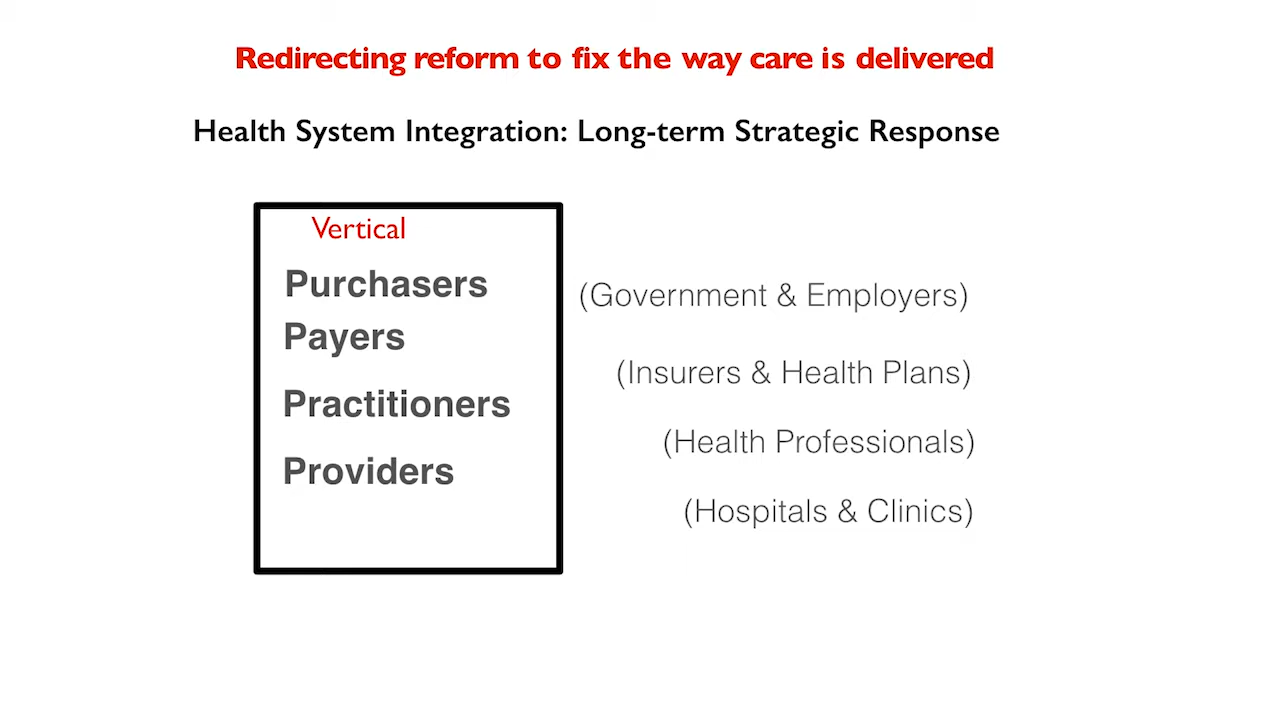 Redirecting reform to fix the way care is delivered
Health System Integration: Long-term Strategic Response
Vertical
Purchasers
(Government & Employers)
Payers
(Insurers & Health Plans)
Practitioners
(Health Professionals)
Providers
(Hospitals & Clinics)